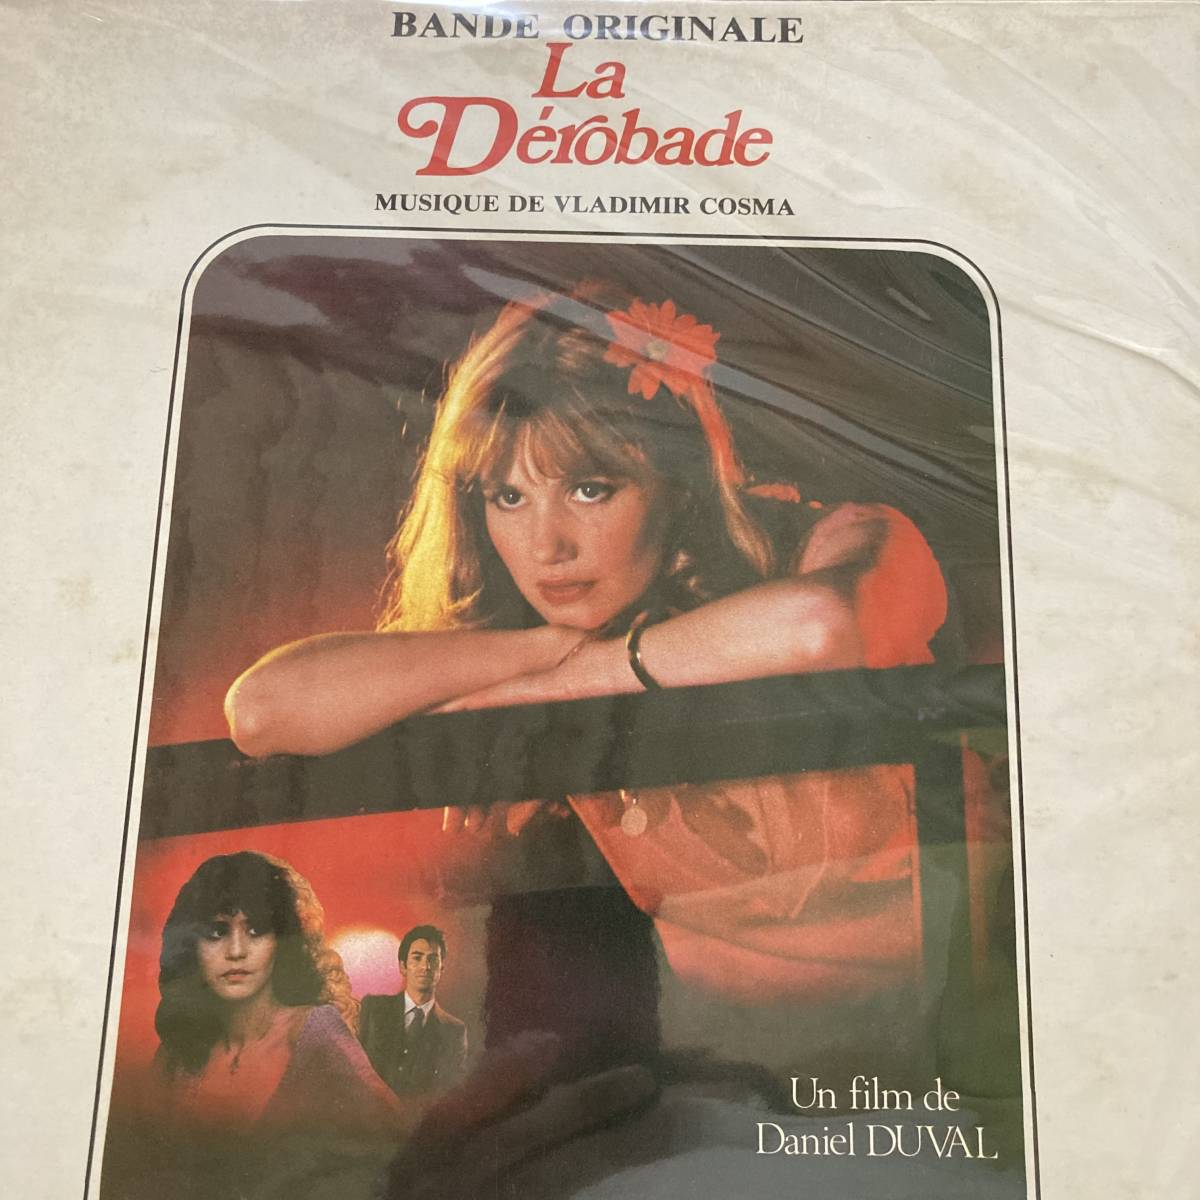 BANDE ORIGINALE
La
Dérobade
MUSIQUE DE VLADIMIR COSMA
Un film de
Daniel DUVAL